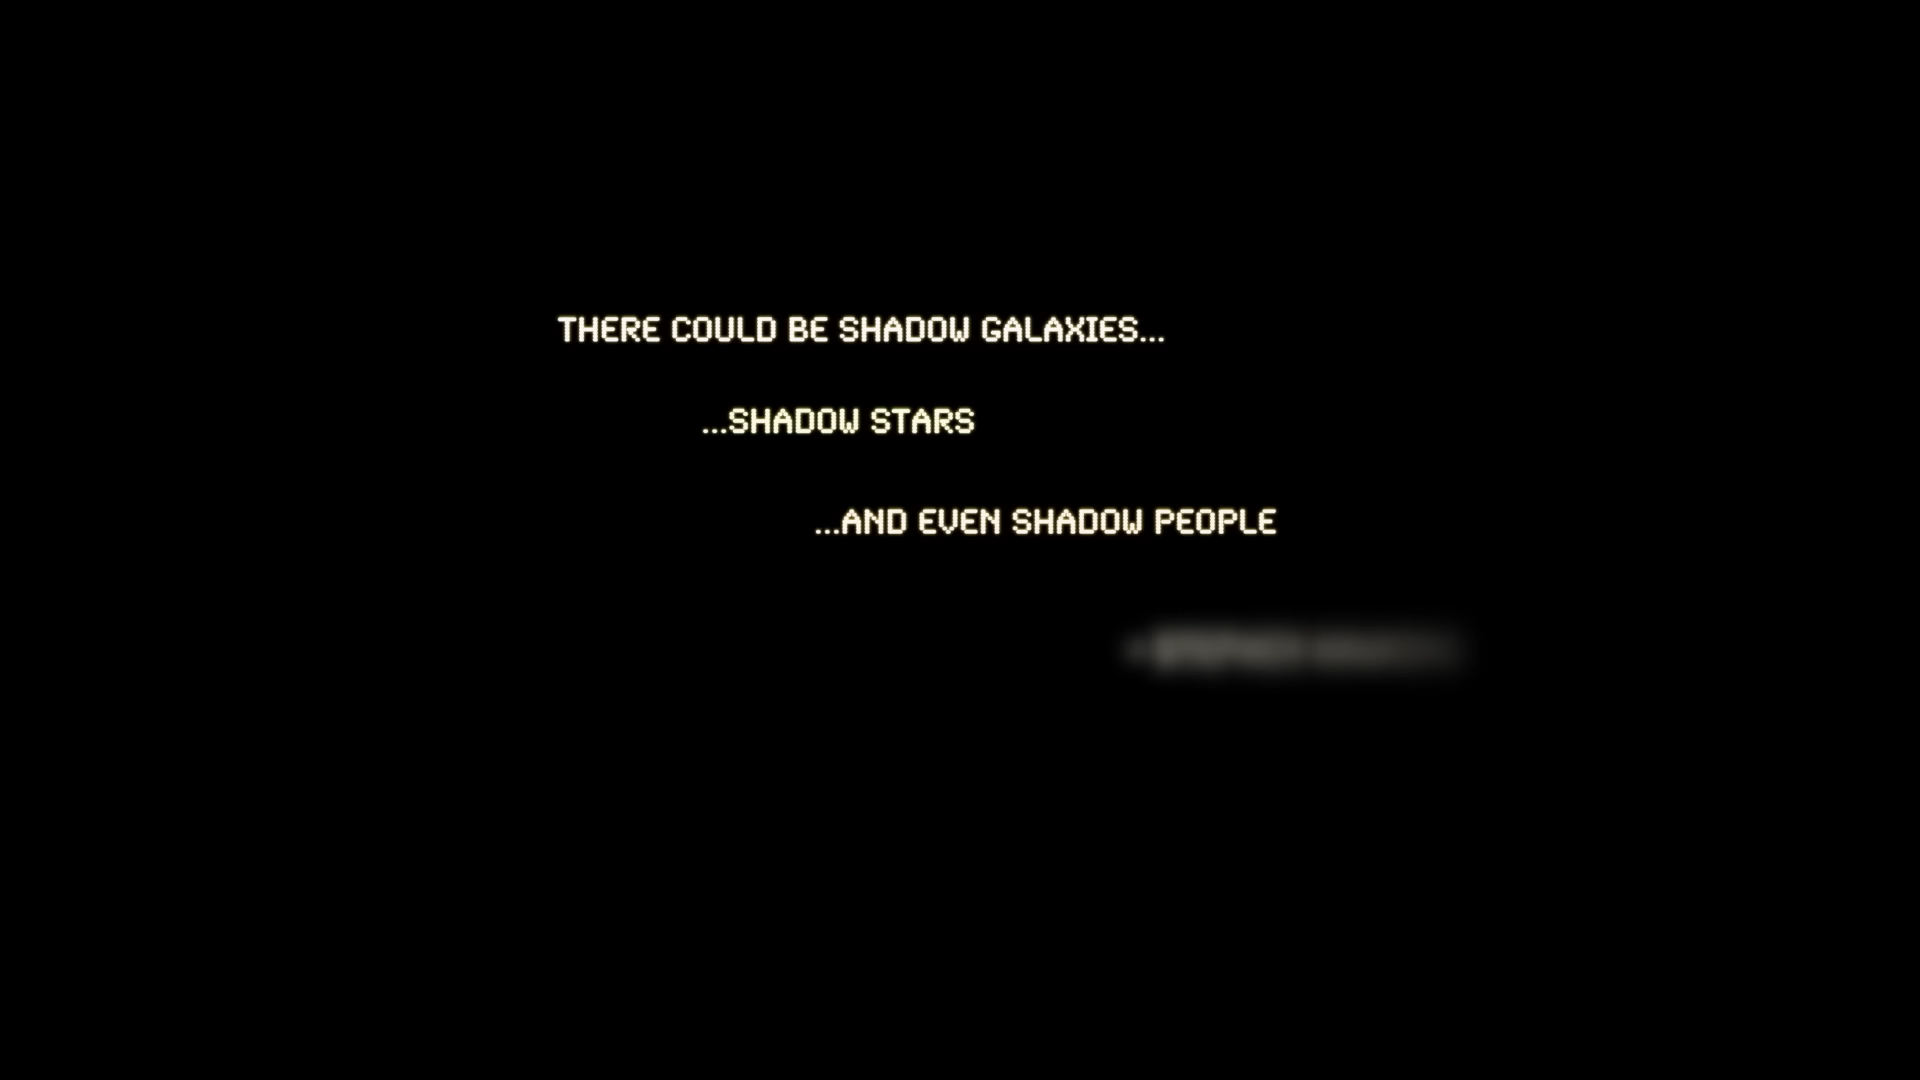 THERE COULD BE SHADOW GALAXIES...
...SHADOW STARS
...AND EVEN SHADOW PEOPLE